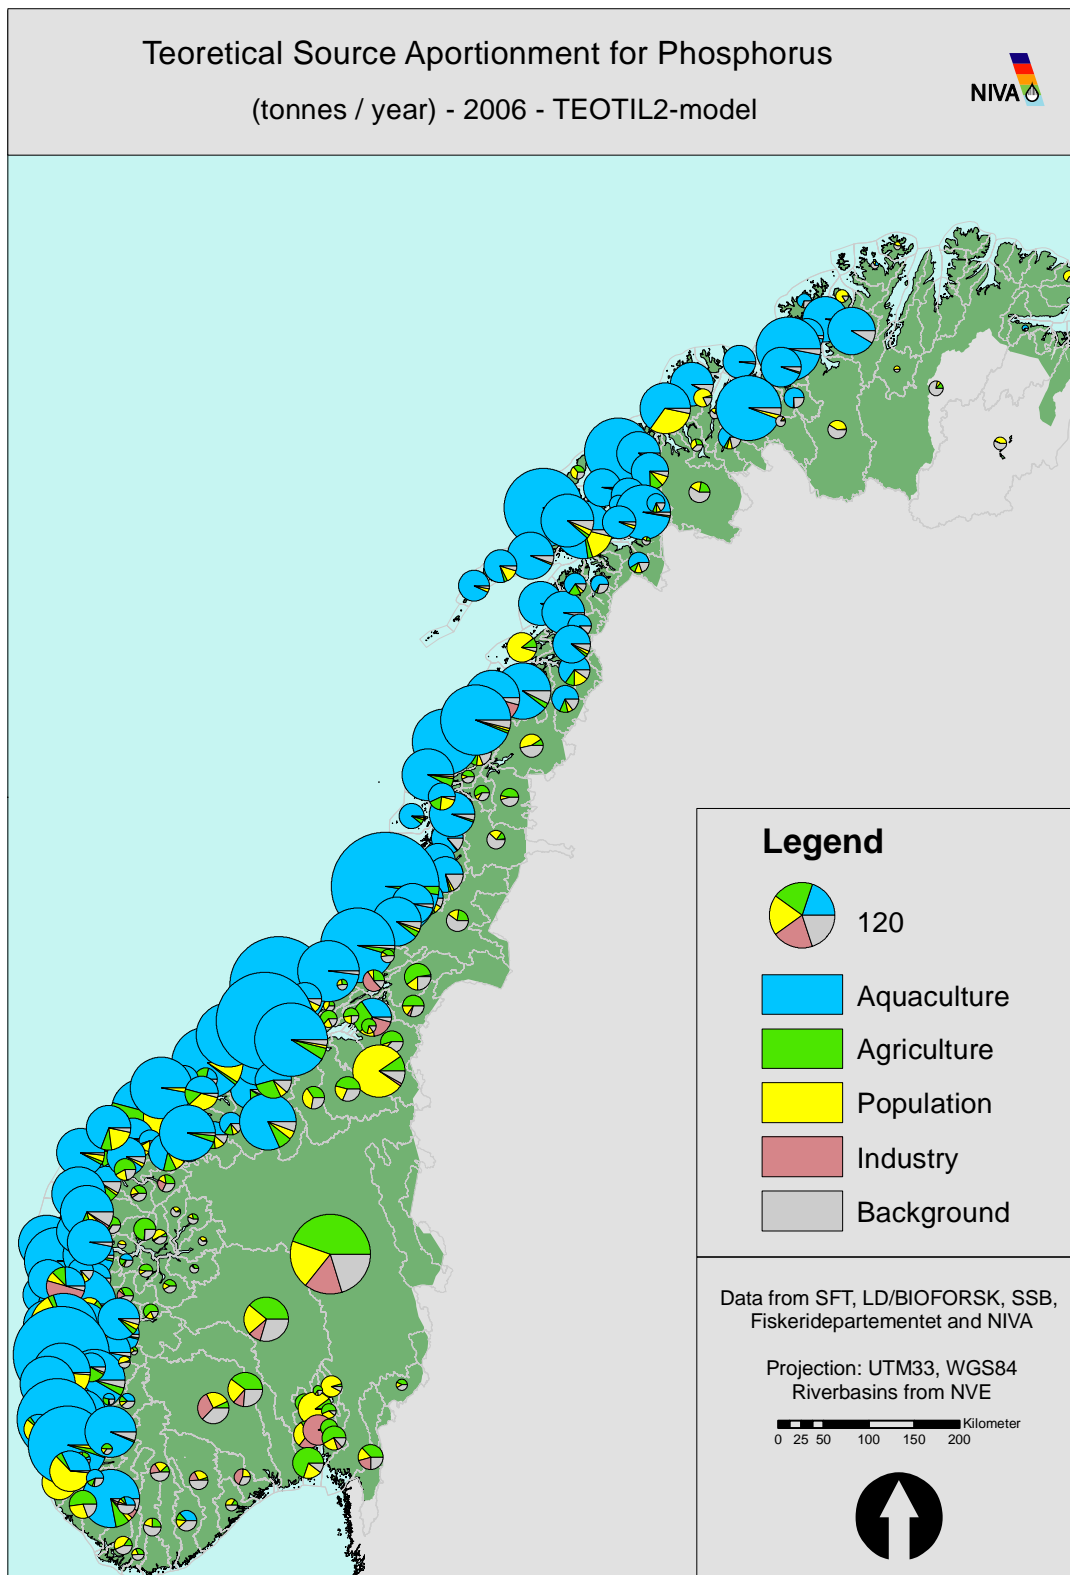 Teoretical Source Aportionment for Phosphorus
(tonnes / year) - 2006 - TEOTIL2-model
NIVA
Legend
120
Aquaculture
Agriculture
Population
Industry
Background
Data from SFT, LD/BIOFORSK, SSB,
Fiskeridepartementet and NIVA
Projection: UTM33, WGS84
Riverbasins from NVE
Kilometer
0 25 50 100 150 200